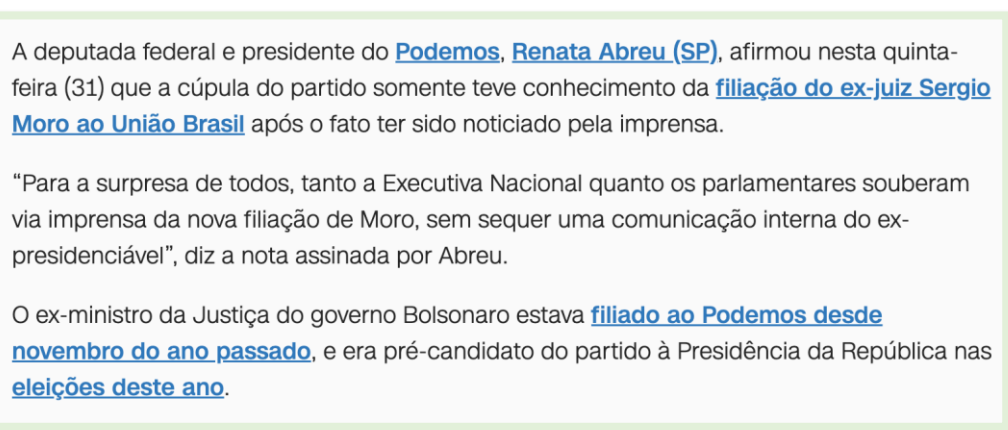 A deputada federal e presidente do Podemos, Renata Abreu (SP), afirmou nesta quinta-
feira (31) que a cúpula do partido somente teve conhecimento da filiação do ex-juiz Sergio
Moro ao União Brasil após o fato ter sido noticiado pela imprensa.
“Para a surpresa de todos, tanto a Executiva Nacional quanto os parlamentares souberam
via imprensa da nova filiação de Moro, sem sequer uma comunicação interna do ex-
presidenciável”, diz a nota assinada por Abreu.
O ex-ministro da Justiça do governo Bolsonaro estava filiado ao Podemos desde
novembro do ano passado, e era pré-candidato do partido à Presidência da República nas
eleições deste ano.